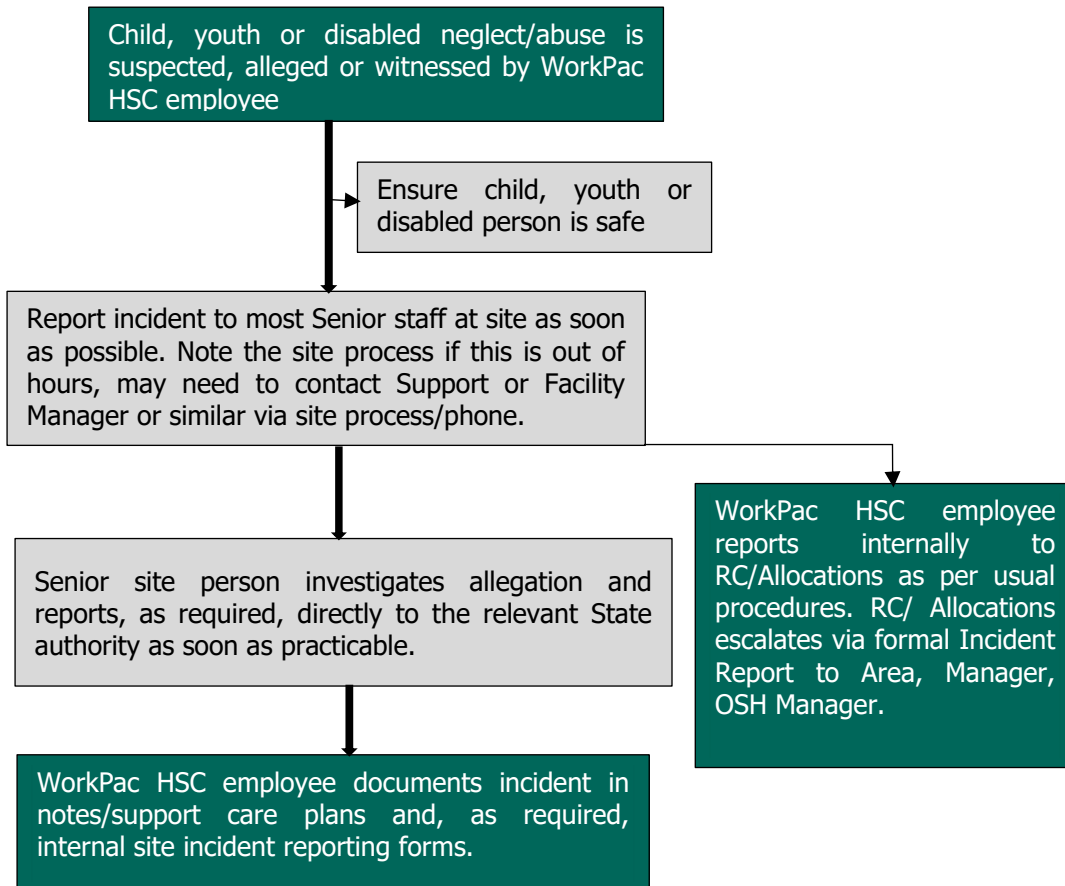 Child, youth or disabled neglect/abuse is
suspected, alleged or witnessed by WorkPac
HSC employee
Ensure child, youth or
disabled person is safe
Report incident to most Senior staff at site as soon
as possible. Note the site process if this is out of
hours, may need to contact Support or Facility
Manager or similar via site process/phone.
WorkPac HSC employee
reports internally to
RC/Allocations as per usual
procedures. RC/ Allocations
escalates via formal Incident
Report to Area, Manager,
OSH Manager.
Senior site person investigates allegation and
reports, as required, directly to the relevant State
authority as soon as practicable.
WorkPac HSC employee documents incident in
notes/support care plans and, as required,
internal site incident reporting forms.